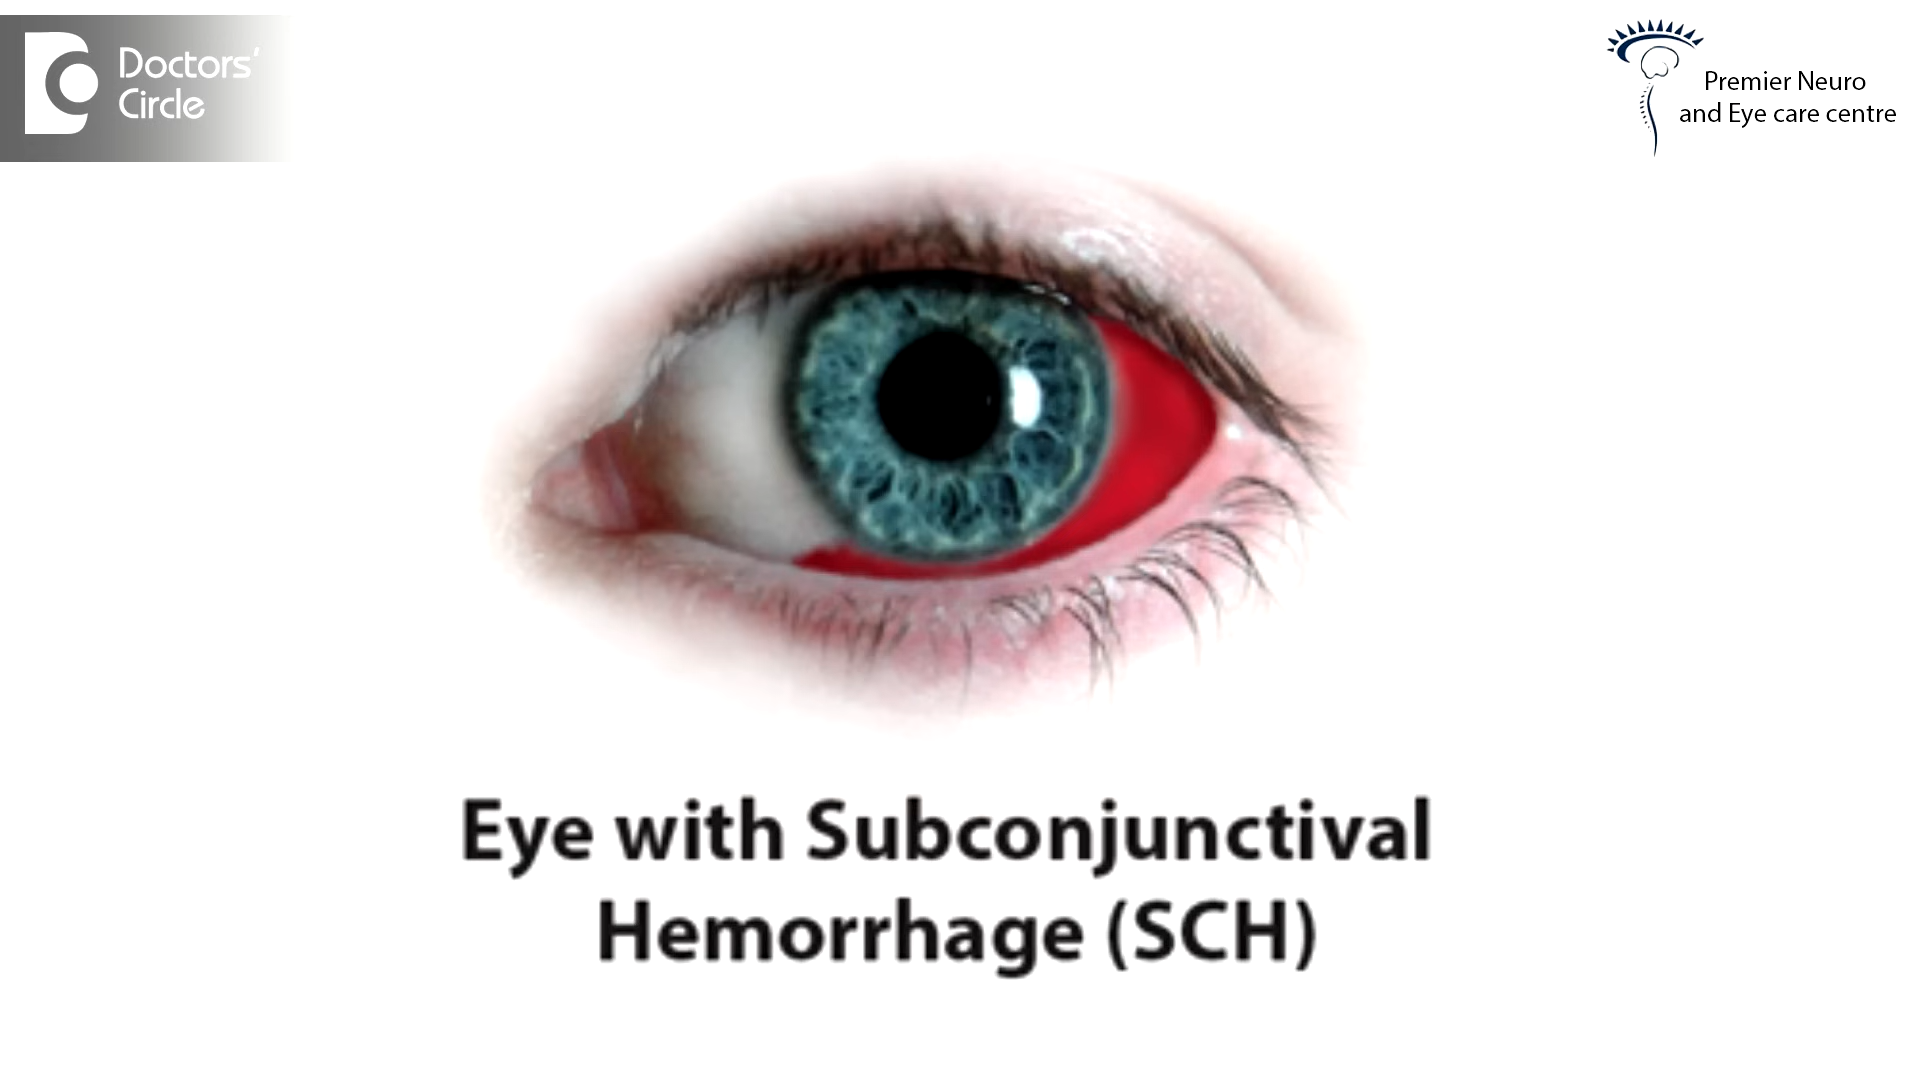 Doctors'
Circle
Premier Neuro
and Eye care centre
Eye with Subconjunctival
Hemorrhage (SCH)